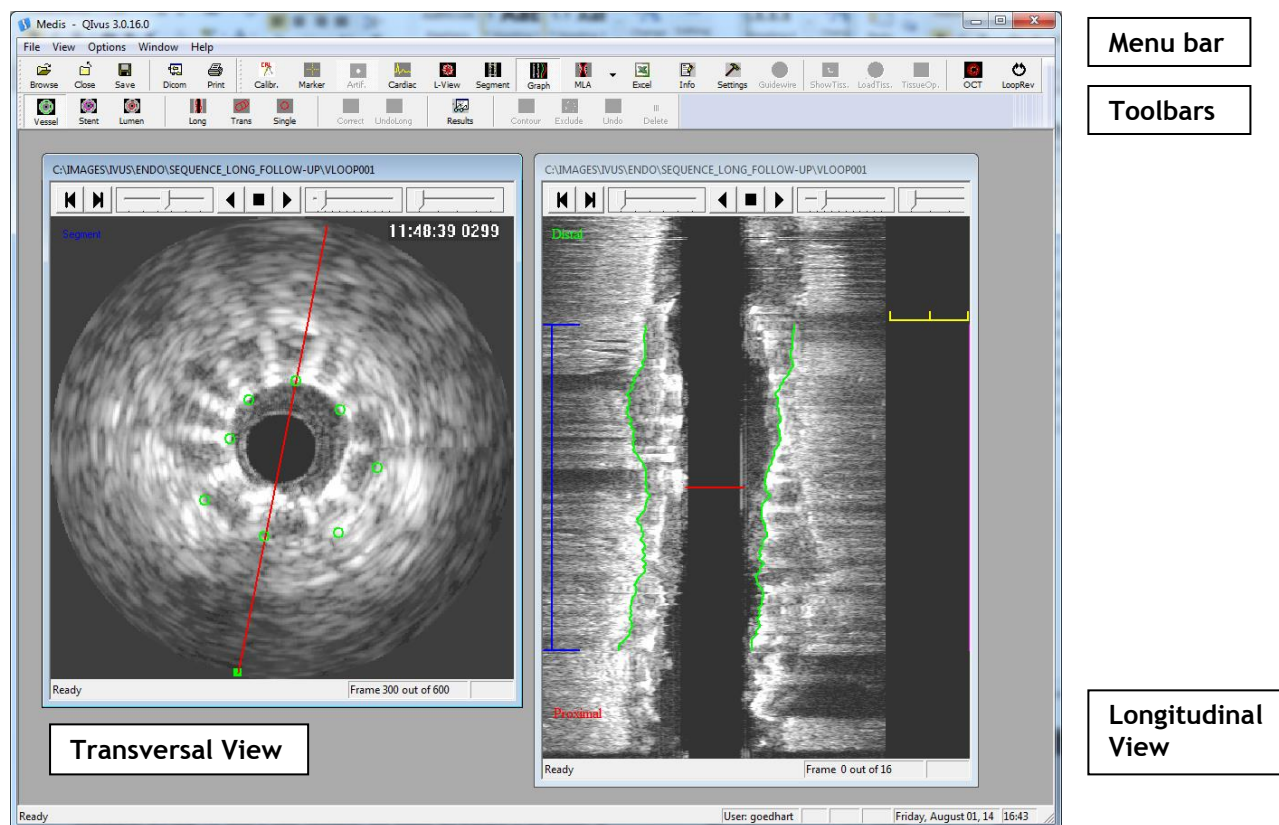 Medis - QIvus 3.0.16.0
File View Options Window Help
Browse Close Save Dicom Print Calibr. Marker Artif. Cardiac L-View Segment Graph MLA Excel Info Settings Guidewire ShowTiss. LoadTiss. TissueOp. OCT LoopRev
Vessel Stent Lumen Long Trans Single Correct UndoLong Results Contour Exclude Undo Delete
Menu bar
Toolbars
C:\IMAGES\IVUS\ENDO\SEQUENCE_LONG_FOLLOW-UP\VLOOP001
Segment
11:48:39 0299
Ready Frame 300 out of 600
Transversal View
C:\IMAGES\IVUS\ENDO\SEQUENCE_LONG_FOLLOW-UP\VLOOP001
Distal
Proximal
Ready Frame 0 out of 16
Longitudinal
View
Ready User: goedhart Friday, August 01, 14 16:43